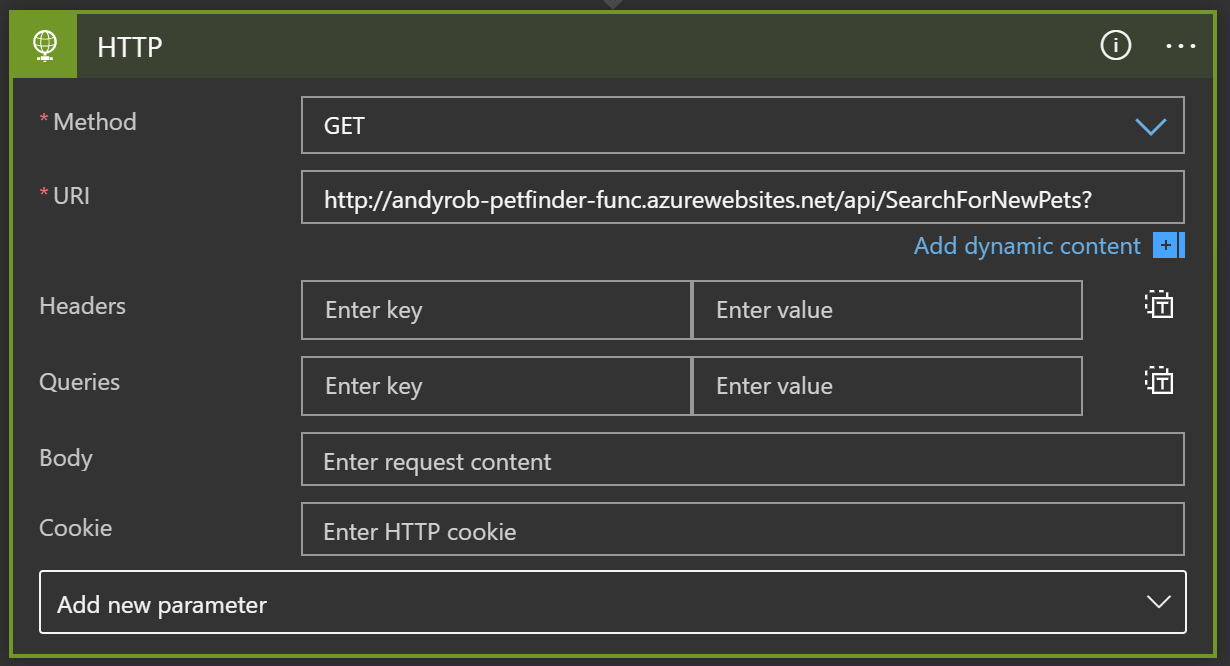 HTTP
* Method
GET
* URI
http://andyrob-petfinder-func.azurewebsites.net/api/SearchForNewPets?
Add dynamic content
Headers
Enter key
Enter value
Queries
Enter key
Enter value
Body
Enter request content
Cookie
Enter HTTP cookie
Add new parameter